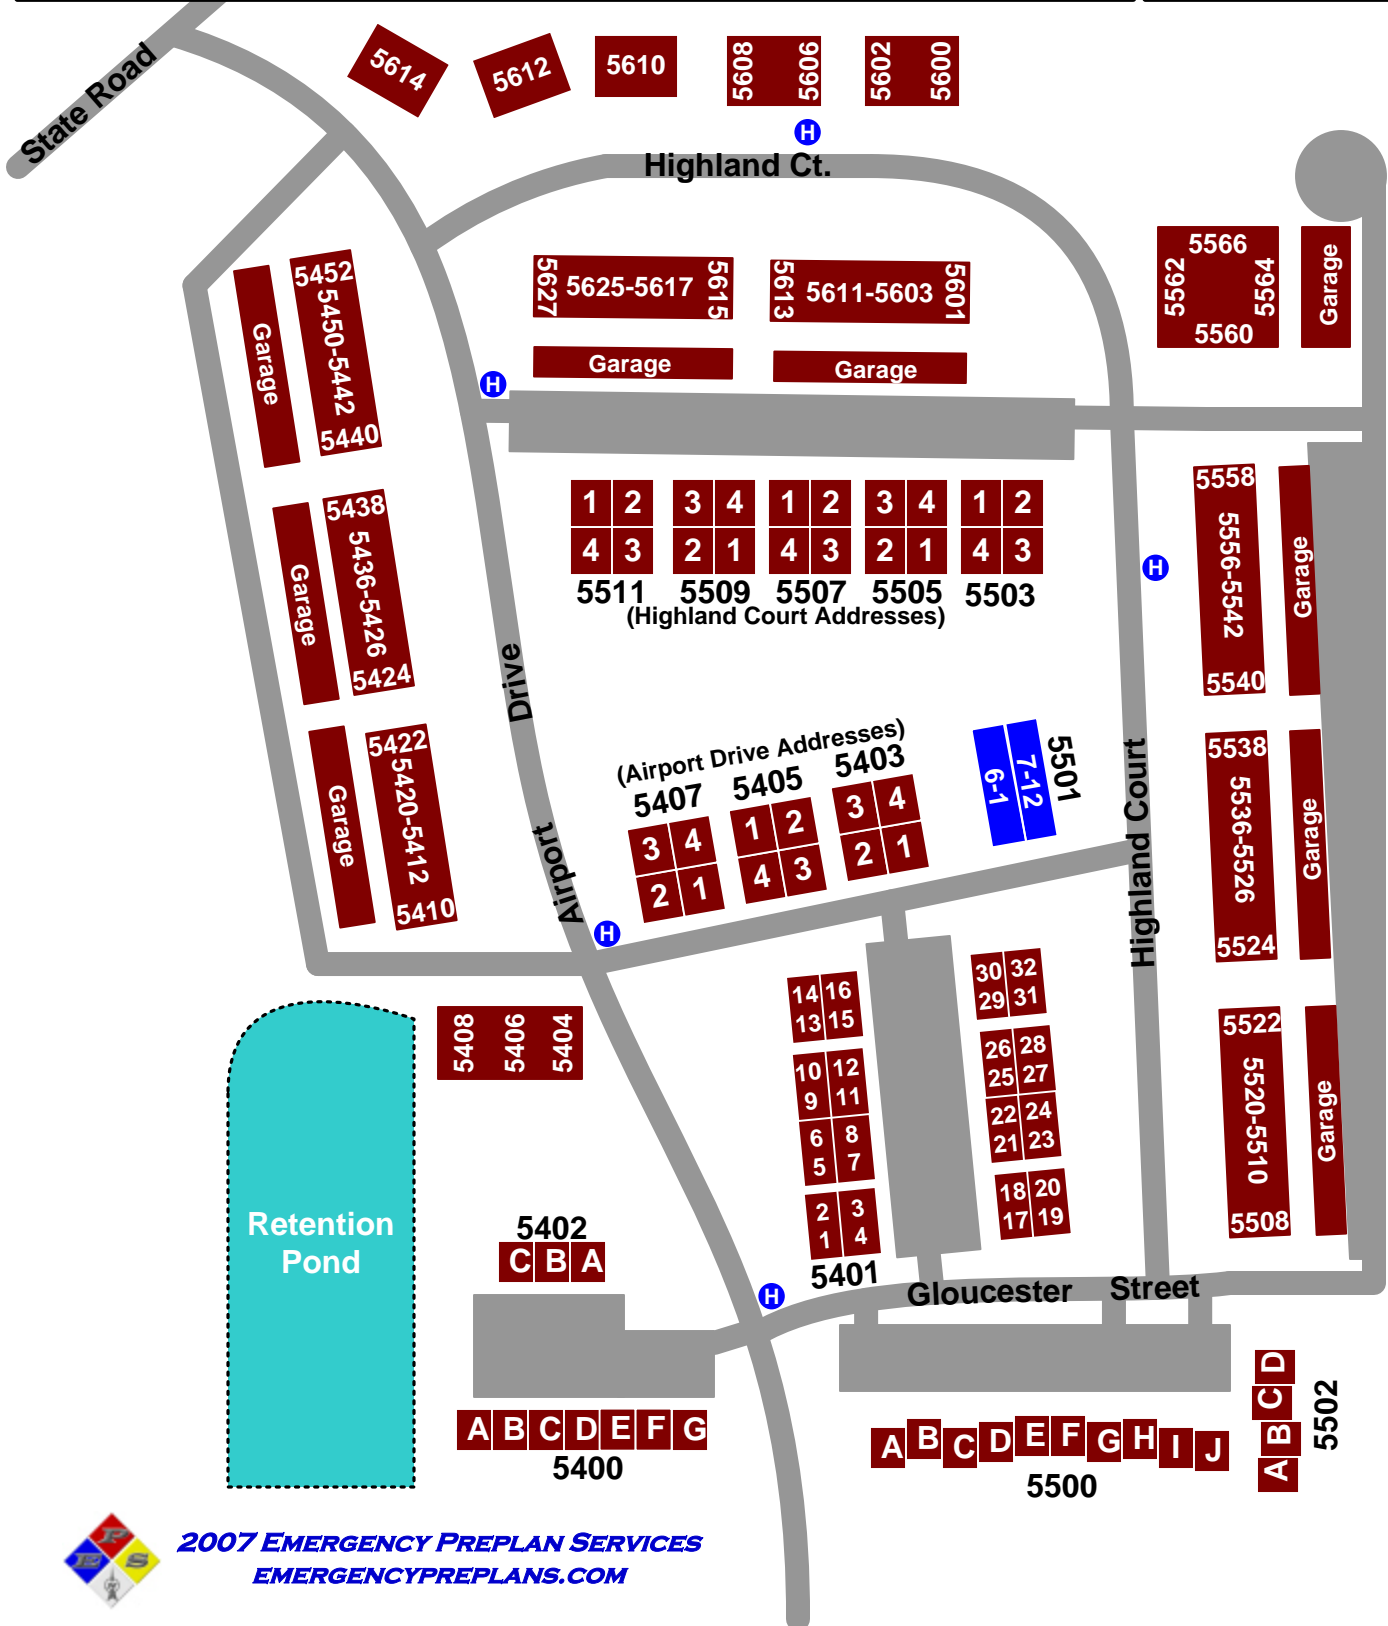 State Road
5614
5612
5610
5608
5606
5602
5600
H
Highland Ct.
5627
5625-5617
5615
5613
5611-5603
5601
Garage
Garage
5566
5562
5564
5560
Garage
5452
5450-5442
5440
Garage
H
5438
5436-5426
5424
Garage
5422
5420-5412
5410
Garage
1 2
4 3
5511
3 4
2 1
5509
1 2
4 3
5507
3 4
2 1
5505
1 2
4 3
5503
(Highland Court Addresses)
H
5558
5556-5542
5540
Garage
5538
5536-5526
5524
Garage
5522
5520-5510
5508
Garage
Airport Drive
Highland Court
(Airport Drive Addresses)
5407
3 4
2 1
5405
1 2
4 3
5403
3 4
2 1
6-1
7-12
5501
H
14 16
13 15
10 12
9 11
6 8
5 7
2 3
1 4
5401
30 32
29 31
26 28
25 27
22 24
21 23
18 20
17 19
5408
5406
5404
Retention
Pond
5402
C B A
H
Gloucester Street
A B C D E F G
5400
A B C D E F G H I J
5500
D
C
B
A
5502
P
E S
2007 Emergency Preplan Services
emergencypreplans.com